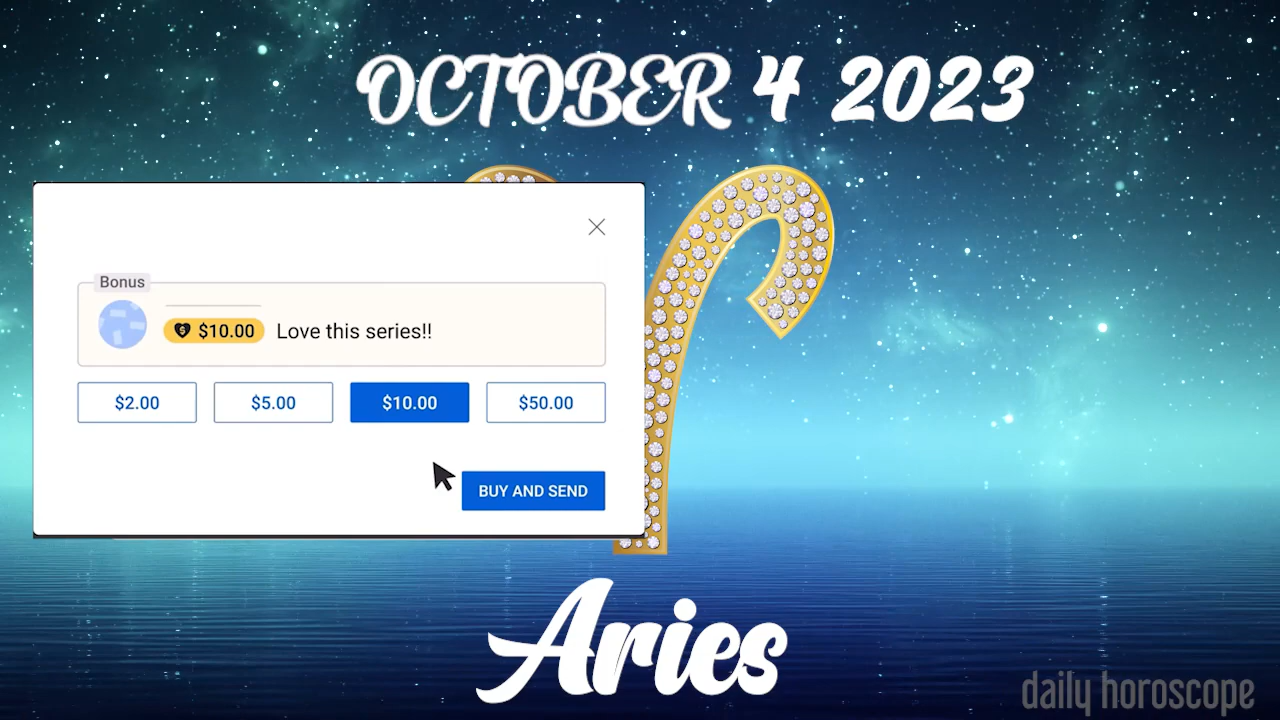 OCTOBER 4 2023
Bonus
$10.00 Love this series!!
$2.00 $5.00 $10.00 $50.00
BUY AND SEND
Aries
daily horoscope